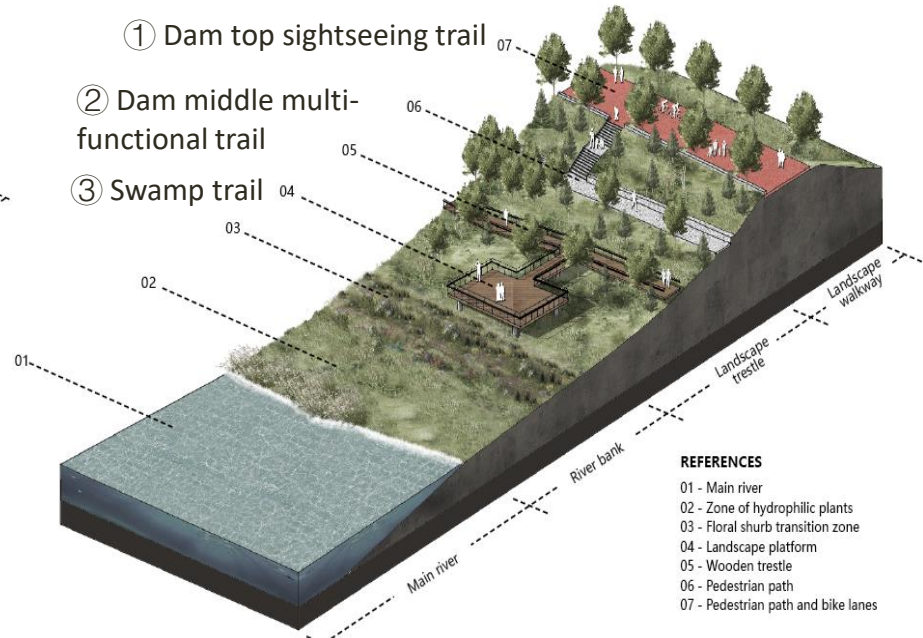 ① Dam top sightseeing trail
② Dam middle multi-
functional trail
③ Swamp trail
07
06
05
04
03
02
01
Landscape
walkway
Landscape
trestle
River bank
Main river
REFERENCES
01 - Main river
02 - Zone of hydrophilic plants
03 - Floral shurb transition zone
04 - Landscape platform
05 - Wooden trestle
06 - Pedestrian path
07 - Pedestrian path and bike lanes